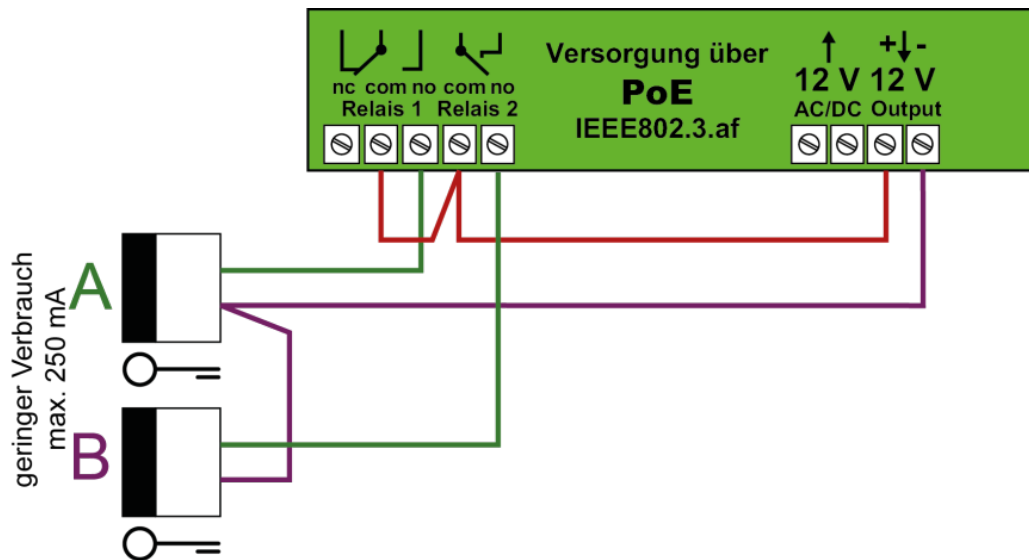 nc com no com no
Relais 1 Relais 2
Versorgung über
PoE
IEEE802.3.af
+ -
12 V 12 V
AC/DC Output
A
B
geringer Verbrauch
max. 250 mA